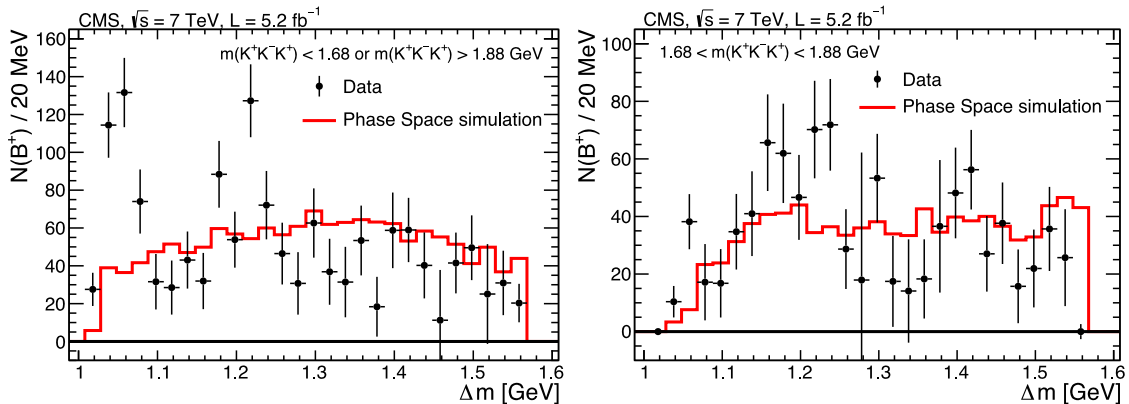 CMS, √s = 7 TeV, L = 5.2 fb⁻¹
N(B⁺) / 20 MeV
160
140
120
100
80
60
40
20
0
m(K⁺K⁻K⁺) < 1.68 or m(K⁺K⁻K⁺) > 1.88 GeV
Data
Phase Space simulation
1 1.1 1.2 1.3 1.4 1.5 1.6
Δm [GeV]
CMS, √s = 7 TeV, L = 5.2 fb⁻¹
N(B⁺) / 20 MeV
100
80
60
40
20
0
1.68 < m(K⁺K⁻K⁺) < 1.88 GeV
Data
Phase Space simulation
1 1.1 1.2 1.3 1.4 1.5 1.6
Δm [GeV]